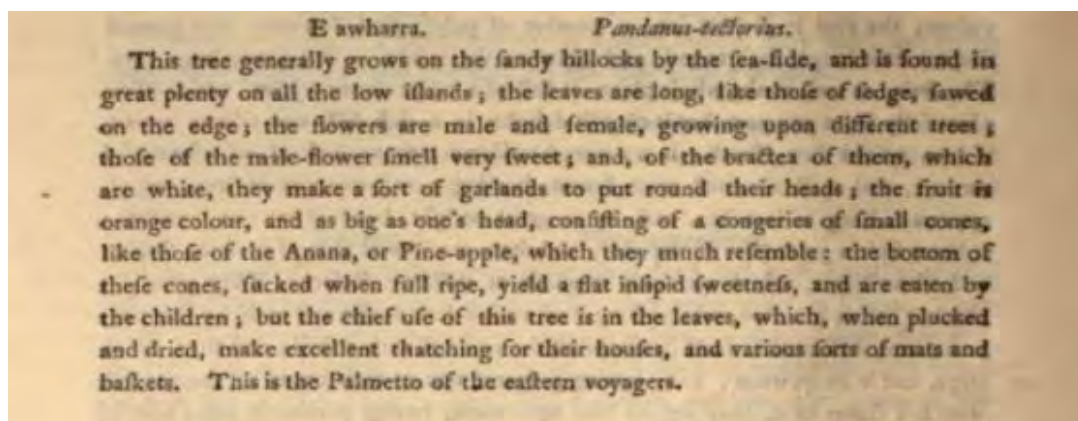 E awharra. Pandanus-tectorius.
This tree generally grows on the ſandy hillocks by the ſea-ſide, and is found in
great plenty on all the low iſlands; the leaves are long, like thoſe of ſedge, ſawed
on the edge; the flowers are male and female, growing upon different trees;
thoſe of the male-flower ſmell very ſweet; and, of the bractea of them, which
are white, they make a ſort of garlands to put round their heads; the fruit is
orange colour, and as big as one's head, conſiſting of a congeries of ſmall cones,
like thoſe of the Anana, or Pine-apple, which they much reſemble: the bottom of
theſe cones, ſucked when full ripe, yield a flat inſipid ſweetneſs, and are eaten by
the children; but the chief uſe of this tree is in the leaves, which, when plucked
and dried, make excellent thatching for their houſes, and various ſorts of mats and
baſkets. This is the Palmetto of the eaſtern voyagers.